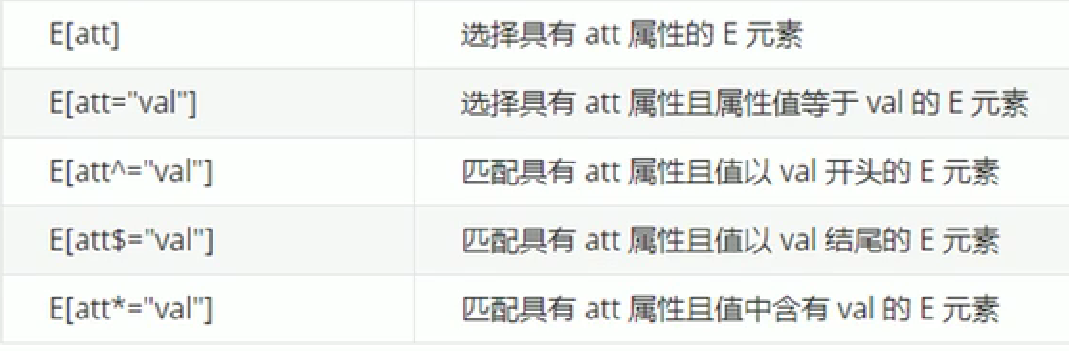 E[att] 选择具有 att 属性的 E 元素
E[att="val"] 选择具有 att 属性且属性值等于 val 的 E 元素
E[att^="val"] 匹配具有 att 属性且值以 val 开头的 E 元素
E[att$="val"] 匹配具有 att 属性且值以 val 结尾的 E 元素
E[att*="val"] 匹配具有 att 属性且值中含有 val 的 E 元素